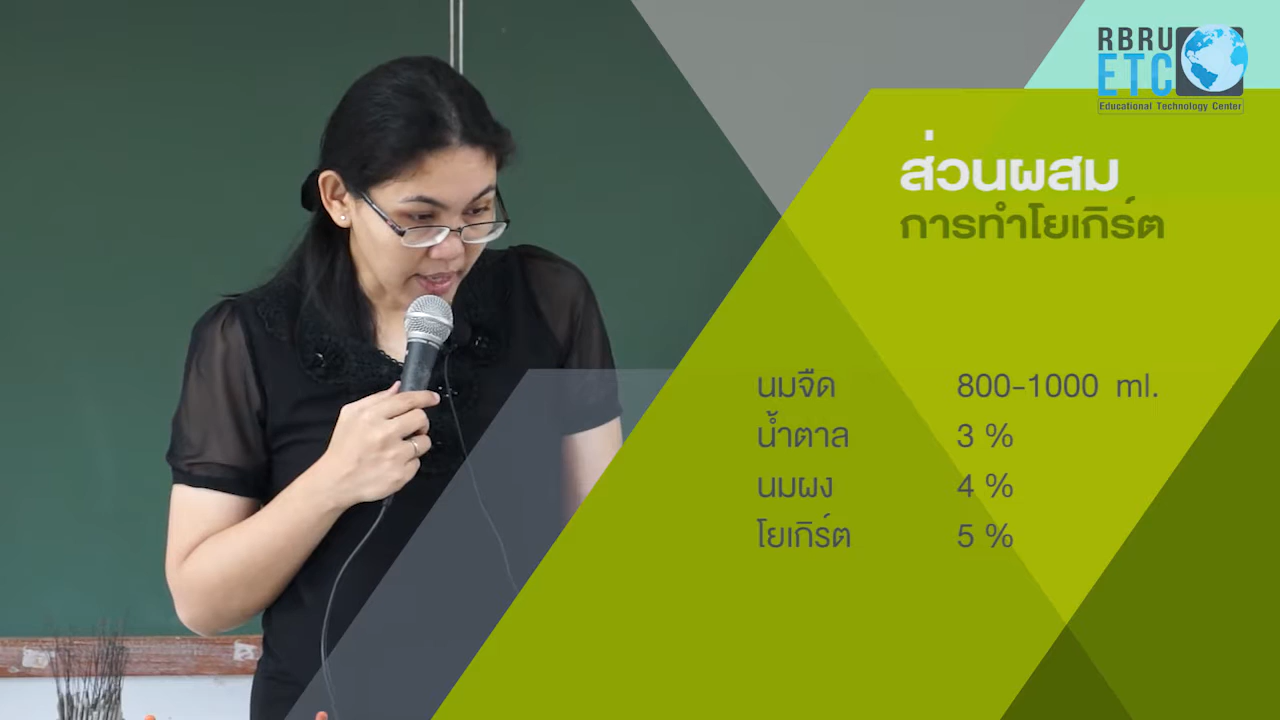 RBRU
ETC
Educational Technology Center
ส่วนผสม
การทำโยเกิร์ต
นมจืด 800-1000 ml.
น้ำตาล 3 %
นมผง 4 %
โยเกิร์ต 5 %